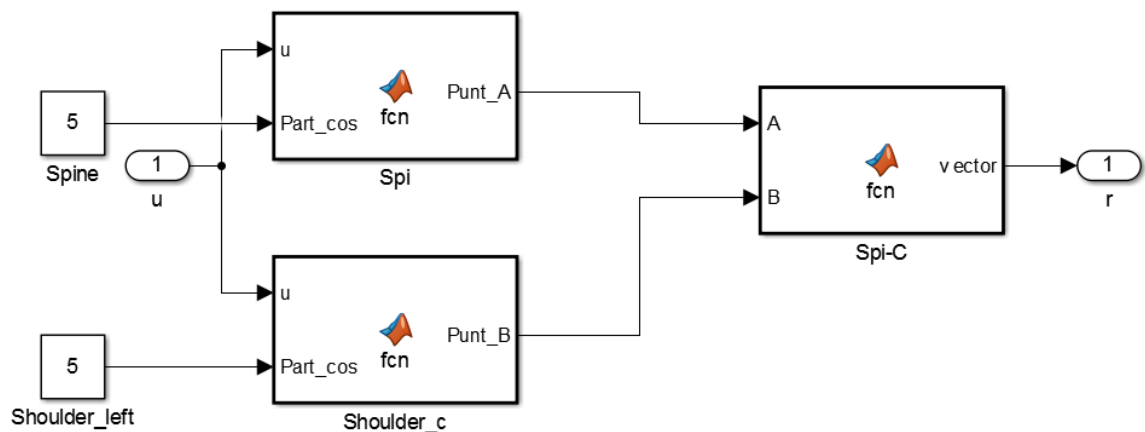 u
Punt_A
5
fcn
Part_cos
A
Spine
1
Spi
vector
1
u
B
fcn
r
Spi-C
u
Punt_B
5
fcn
Part_cos
Shoulder_left
Shoulder_c